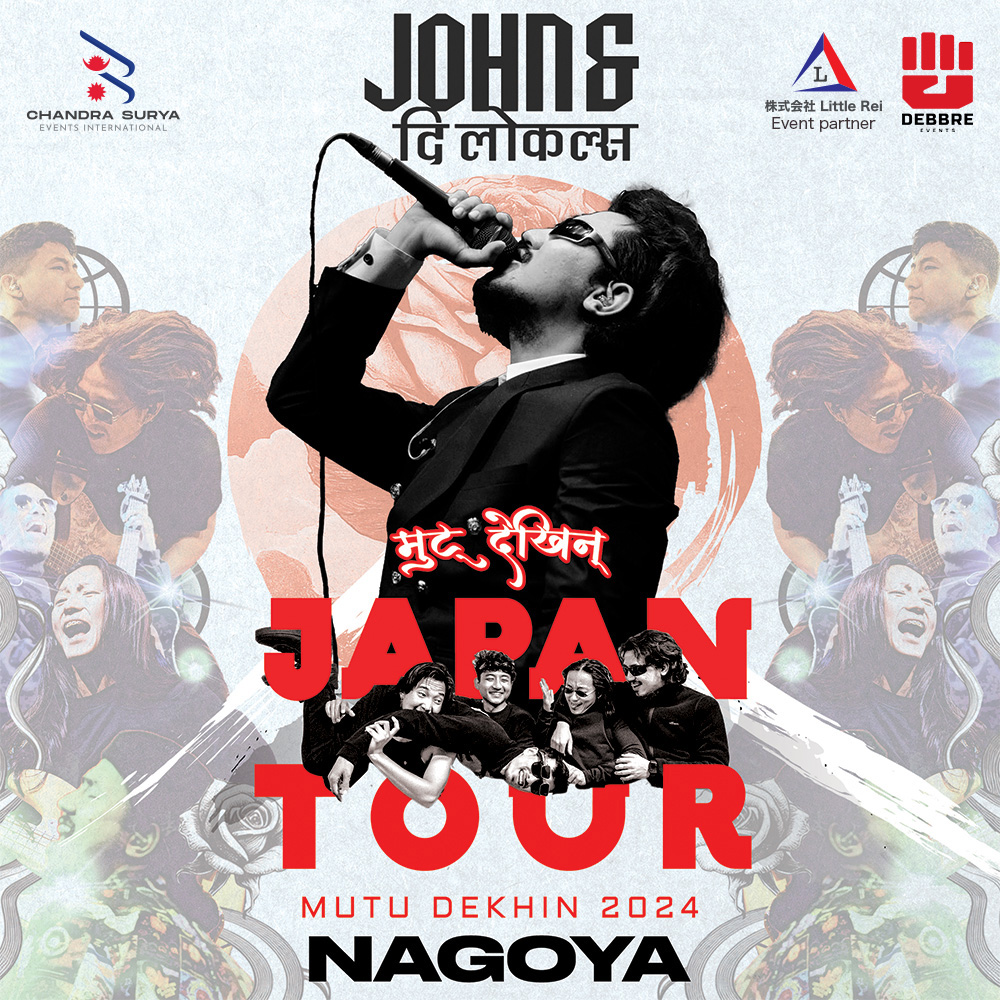 JOHN &
दि लोकल्स
CHANDRA SURYA
EVENTS INTERNATIONAL
L
株式会社 Little Rei
Event partner
DEBBRE
EVENTS
मुटु देखिन्
JAPAN
TOUR
MUTU DEKHIN 2024
NAGOYA